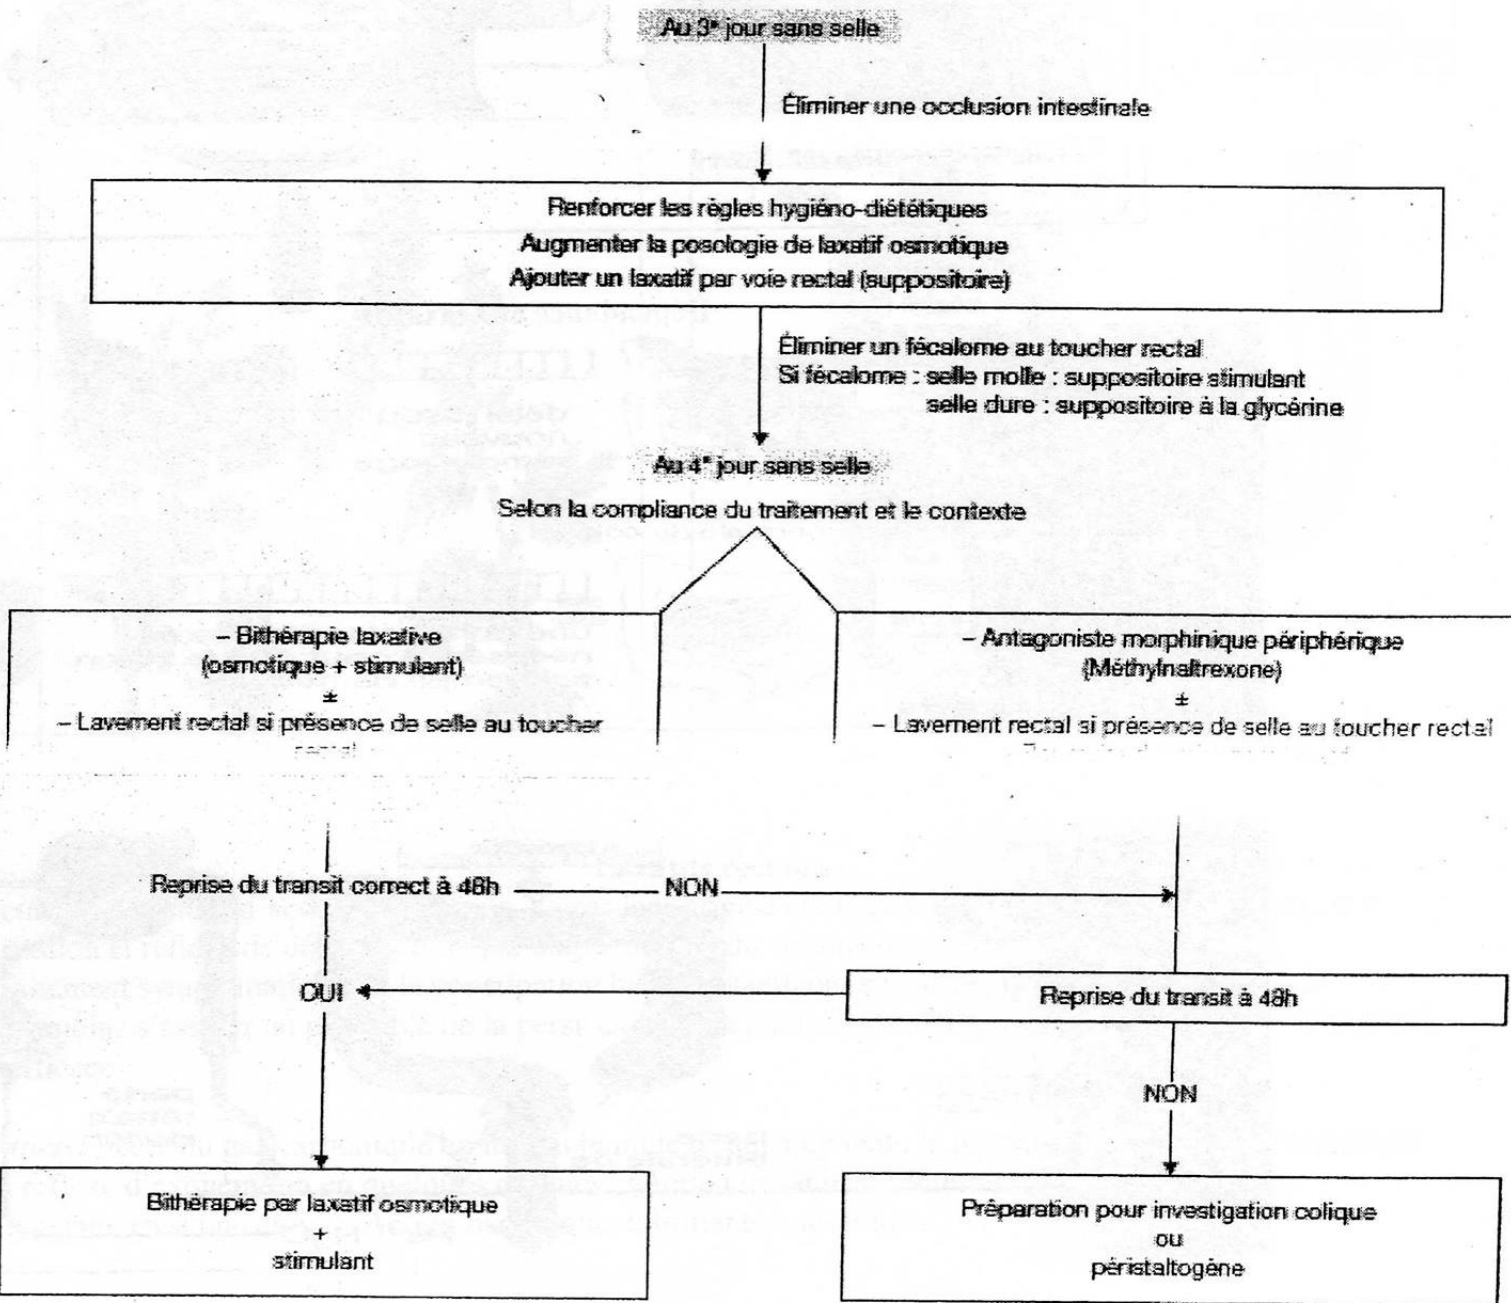 Au 3ᵉ jour sans selle
Éliminer une occlusion intestinale
Renforcer les règles hygiéno-diététiques
Augmenter la posologie de laxatif osmotique
Ajouter un laxatif par voie rectal (suppositoire)
Éliminer un fécalome au toucher rectal
Si fécalome : selle molle : suppositoire stimulant
selle dure : suppositoire à la glycérine
Au 4ᵉ jour sans selle
Selon la compliance du traitement et le contexte
– Bithérapie laxative
(osmotique + stimulant)
±
– Lavement rectal si présence de selle au toucher
– Antagoniste morphinique périphérique
(Méthylnaltrexone)
±
– Lavement rectal si présence de selle au toucher rectal
Reprise du transit correct à 48h
NON
OUI
Reprise du transit à 48h
NON
Bithérapie par laxatif osmotique
+
stimulant
Préparation pour investigation colique
ou
péristaltogène